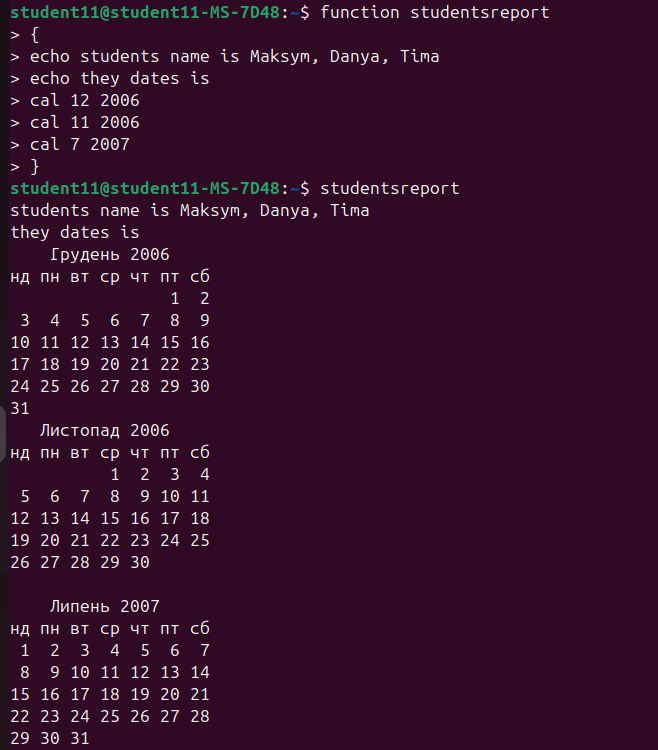 student11@student11-MS-7D48:~$ function studentsreport
> {
> echo students name is Maksym, Danya, Tima
> echo they dates is
> cal 12 2006
> cal 11 2006
> cal 7 2007
> }
student11@student11-MS-7D48:~$ studentsreport
students name is Maksym, Danya, Tima
they dates is
    Грудень 2006
нд пн вт ср чт пт сб
                1  2
 3  4  5  6  7  8  9
10 11 12 13 14 15 16
17 18 19 20 21 22 23
24 25 26 27 28 29 30
31
   Листопад 2006
нд пн вт ср чт пт сб
          1  2  3  4
 5  6  7  8  9 10 11
12 13 14 15 16 17 18
19 20 21 22 23 24 25
26 27 28 29 30

    Липень 2007
нд пн вт ср чт пт сб
 1  2  3  4  5  6  7
 8  9 10 11 12 13 14
15 16 17 18 19 20 21
22 23 24 25 26 27 28
29 30 31